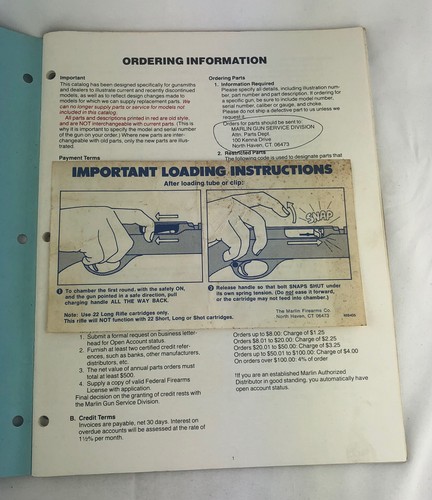 ORDERING INFORMATION
Important
This catalog has been designed specifically for gunsmiths
and dealers to illustrate current and recently discontinued
models, as well as to reflect design changes made to
models for which we can supply replacement parts. We
can no longer supply parts or service for models not
included in this catalog.
All parts and descriptions printed in red are old style,
and are NOT interchangeable with current parts. (This is
why it is important to specify the model and serial number
of the gun on your order.) Where new parts are inter-
changeable with old parts, only the new parts are illus-
trated.
Payment Terms
Ordering Parts
1. Information Required
Please specify all details, including illustration num-
ber, part number and part description. If ordering for
a specific gun, be sure to include model number,
serial number, caliber or gauge, and choke.
Please do not ship a defective part to us unless we
request it.
Orders for parts should be sent to:
MARLIN GUN SERVICE DIVISION
Attn: Parts Dept.
100 Kenna Drive
North Haven, CT. 06473
2. Restricted Parts
The following code is used to designate parts that
IMPORTANT LOADING INSTRUCTIONS
After loading tube or clip:
SNAP
1 To chamber the first round, with the safety ON,
and the gun pointed in a safe direction, pull
charging handle ALL THE WAY BACK.
2 Release handle so that bolt SNAPS SHUT under
its own spring tension. (Do not ease it forward,
or the cartridge may not feed into chamber.)
Note: Use 22 Long Rifle cartridges only.
This rifle will NOT function with 22 Short, Long or Shot cartridges.
The Marlin Firearms Co.
North Haven, CT 06473
1. Submit a formal request on business letter-
head for Open Account status.
2. Furnish at least two certified credit refer-
ences, such as banks, other manufacturers,
distributors, etc.
3. The net value of annual parts orders must
total at least $500.
4. Supply a copy of valid Federal Firearms
License with application.
Final decision on the granting of credit rests with
the Marlin Gun Service Division.
B. Credit Terms
Invoices are payable, net 30 days. Interest on
overdue accounts will be assessed at the rate of
1½% per month.
Orders up to $8.00: Charge of $1.25
Orders $8.01 to $20.00: Charge of $2.25
Orders $20.01 to $50.00: Charge of $3.25
Orders up to $50.01 to $100.00: Charge of $4.00
On orders over $100.00: 4% of order
If you are an established Marlin Authorized
Distributor in good standing, you automatically have
open account status.
1